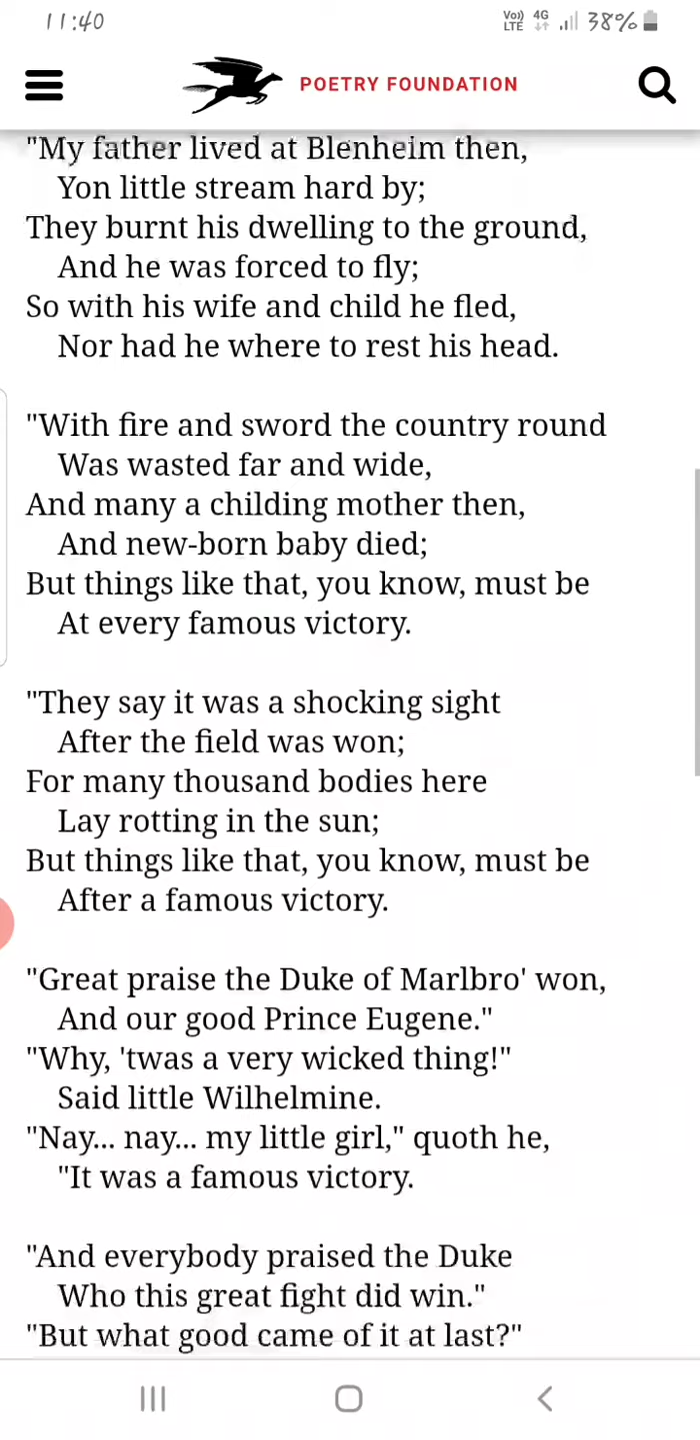 11:40
Vo)) 4G
LTE
38%
POETRY FOUNDATION
"My father lived at Blenheim then,
Yon little stream hard by;
They burnt his dwelling to the ground,
And he was forced to fly;
So with his wife and child he fled,
Nor had he where to rest his head.
"With fire and sword the country round
Was wasted far and wide,
And many a childing mother then,
And new-born baby died;
But things like that, you know, must be
At every famous victory.
"They say it was a shocking sight
After the field was won;
For many thousand bodies here
Lay rotting in the sun;
But things like that, you know, must be
After a famous victory.
"Great praise the Duke of Marlbro' won,
And our good Prince Eugene."
"Why, 'twas a very wicked thing!"
Said little Wilhelmine.
"Nay... nay... my little girl," quoth he,
"It was a famous victory.
"And everybody praised the Duke
Who this great fight did win."
"But what good came of it at last?"